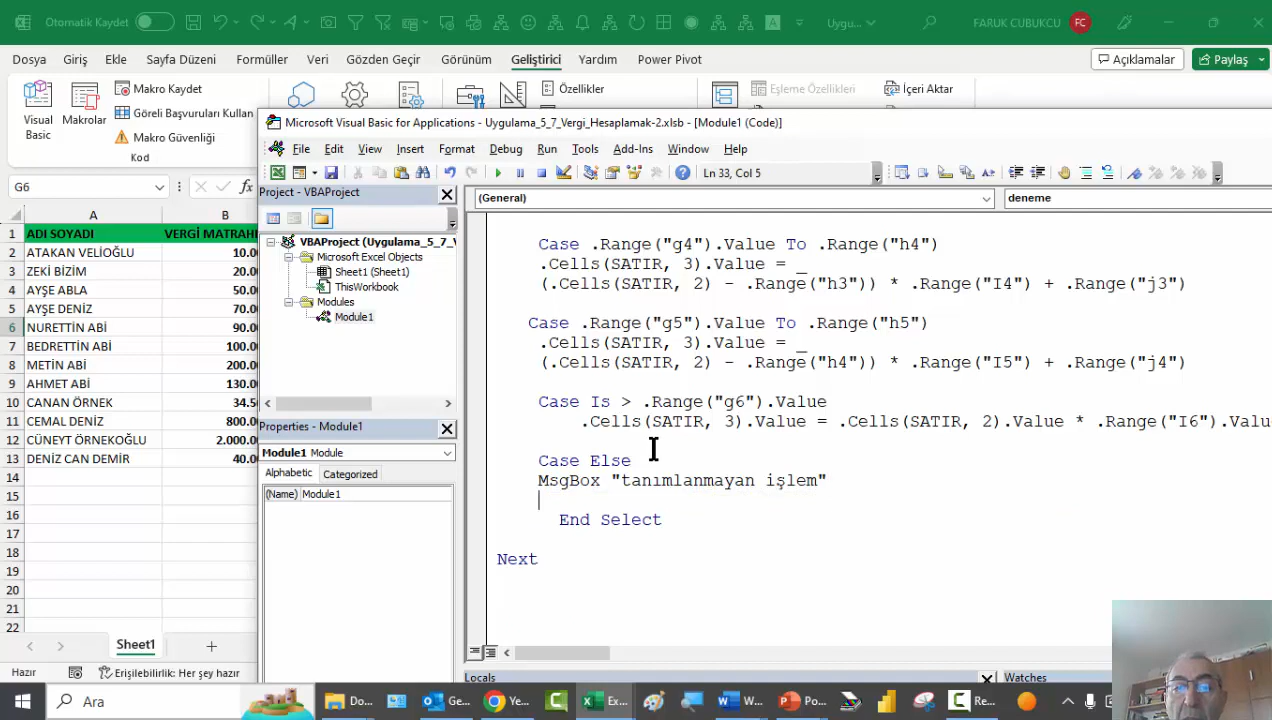 Otomatik Kaydet
Uygu...
FARUK CUBUKCU
FC
Dosya Giriş Ekle Sayfa Düzeni Formüller Veri Gözden Geçir Görünüm Geliştirici Yardım Power Pivot
Açıklamalar
Paylaş
Visual Basic
Makrolar
Makro Kaydet
Göreli Başvuruları Kullan
Makro Güvenliği
Kod
Özellikler
Eşleme Özellikleri
İçeri Aktar
Microsoft Visual Basic for Applications - Uygulama_5_7_Vergi_Hesaplamak-2.xlsb - [Module1 (Code)]
File Edit View Insert Format Debug Run Tools Add-Ins Window Help
Ln 33, Col 5
G6
fx
A B
1 ADI SOYADI VERGİ MATRAHI
2 ATAKAN VELİOĞLU 10.00
3 ZEKİ BİZİM 20.00
4 AYŞE ABLA 50.00
5 AYŞE DENİZ 70.00
6 NURETTİN ABİ 90.00
7 BEDRETTİN ABİ 100.00
8 METİN ABİ 200.00
9 AHMET ABİ 130.00
10 CANAN ÖRNEK 34.50
11 CEMAL DENİZ 800.00
12 CÜNEYT ÖRNEKOĞLU 2.000.00
13 DENİZ CAN DEMİR 40.00
14
15
16
17
18
19
20
21
22
Sheet1
Hazır
Erişilebilirlik: Her şey hazır
Project - VBAProject
VBAProject (Uygulama_5_7_V
Microsoft Excel Objects
Sheet1 (Sheet1)
ThisWorkbook
Modules
Module1
Properties - Module1
Module1 Module
Alphabetic Categorized
(Name) Module1
(General)
deneme
Case .Range("g4").Value To .Range("h4")
.Cells(SATIR, 3).Value = _
(.Cells(SATIR, 2) - .Range("h3")) * .Range("I4") + .Range("j3")
Case .Range("g5").Value To .Range("h5")
.Cells(SATIR, 3).Value = _
(.Cells(SATIR, 2) - .Range("h4")) * .Range("I5") + .Range("j4")
Case Is > .Range("g6").Value
.Cells(SATIR, 3).Value = .Cells(SATIR, 2).Value * .Range("I6").Valu
Case Else
MsgBox "tanımlanmayan işlem"
End Select
Next
Locals
Watches
Ara
Do...
Ge...
Ye...
Ex...
W...
Po...
Re...